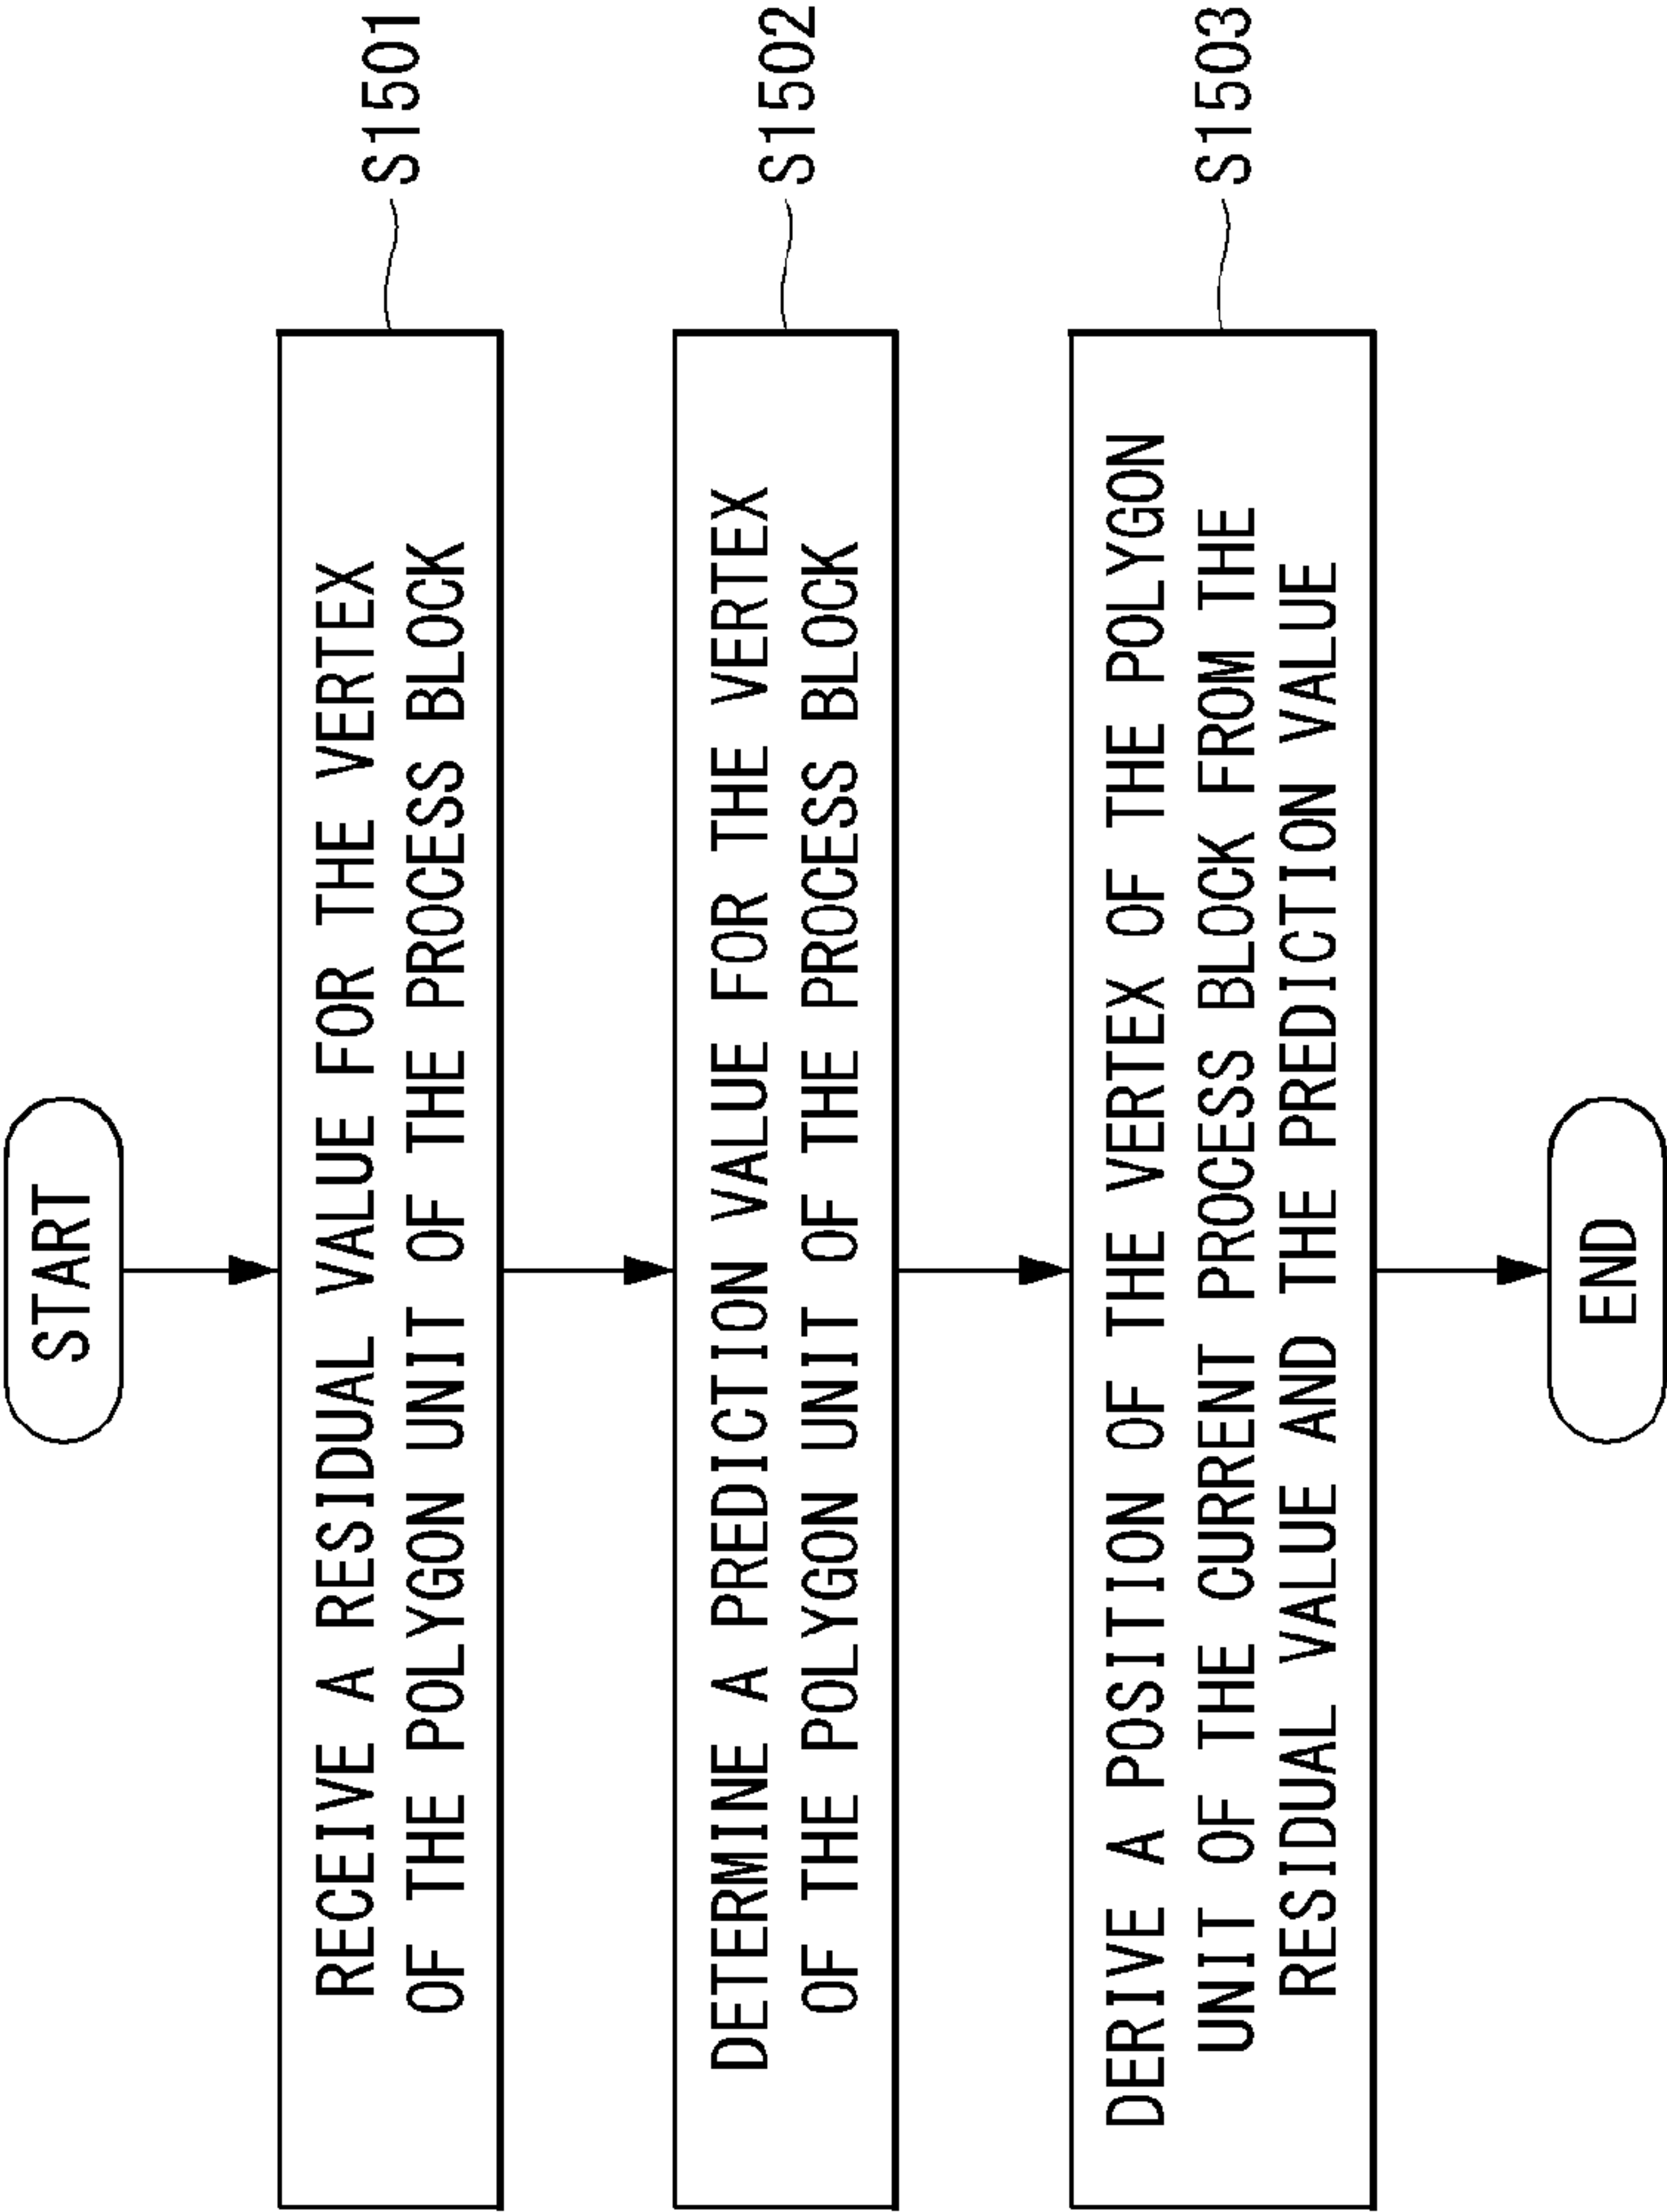 START
RECEIVE A RESIDUAL VALUE FOR THE VERTEX
OF THE POLYGON UNIT OF THE PROCESS BLOCK
S1501
DETERMINE A PREDICTION VALUE FOR THE VERTEX
OF THE POLYGON UNIT OF THE PROCESS BLOCK
S1502
DERIVE A POSITION OF THE VERTEX OF THE POLYGON
UNIT OF THE CURRENT PROCESS BLOCK FROM THE
RESIDUAL VALUE AND THE PREDICTION VALUE
S1503
END